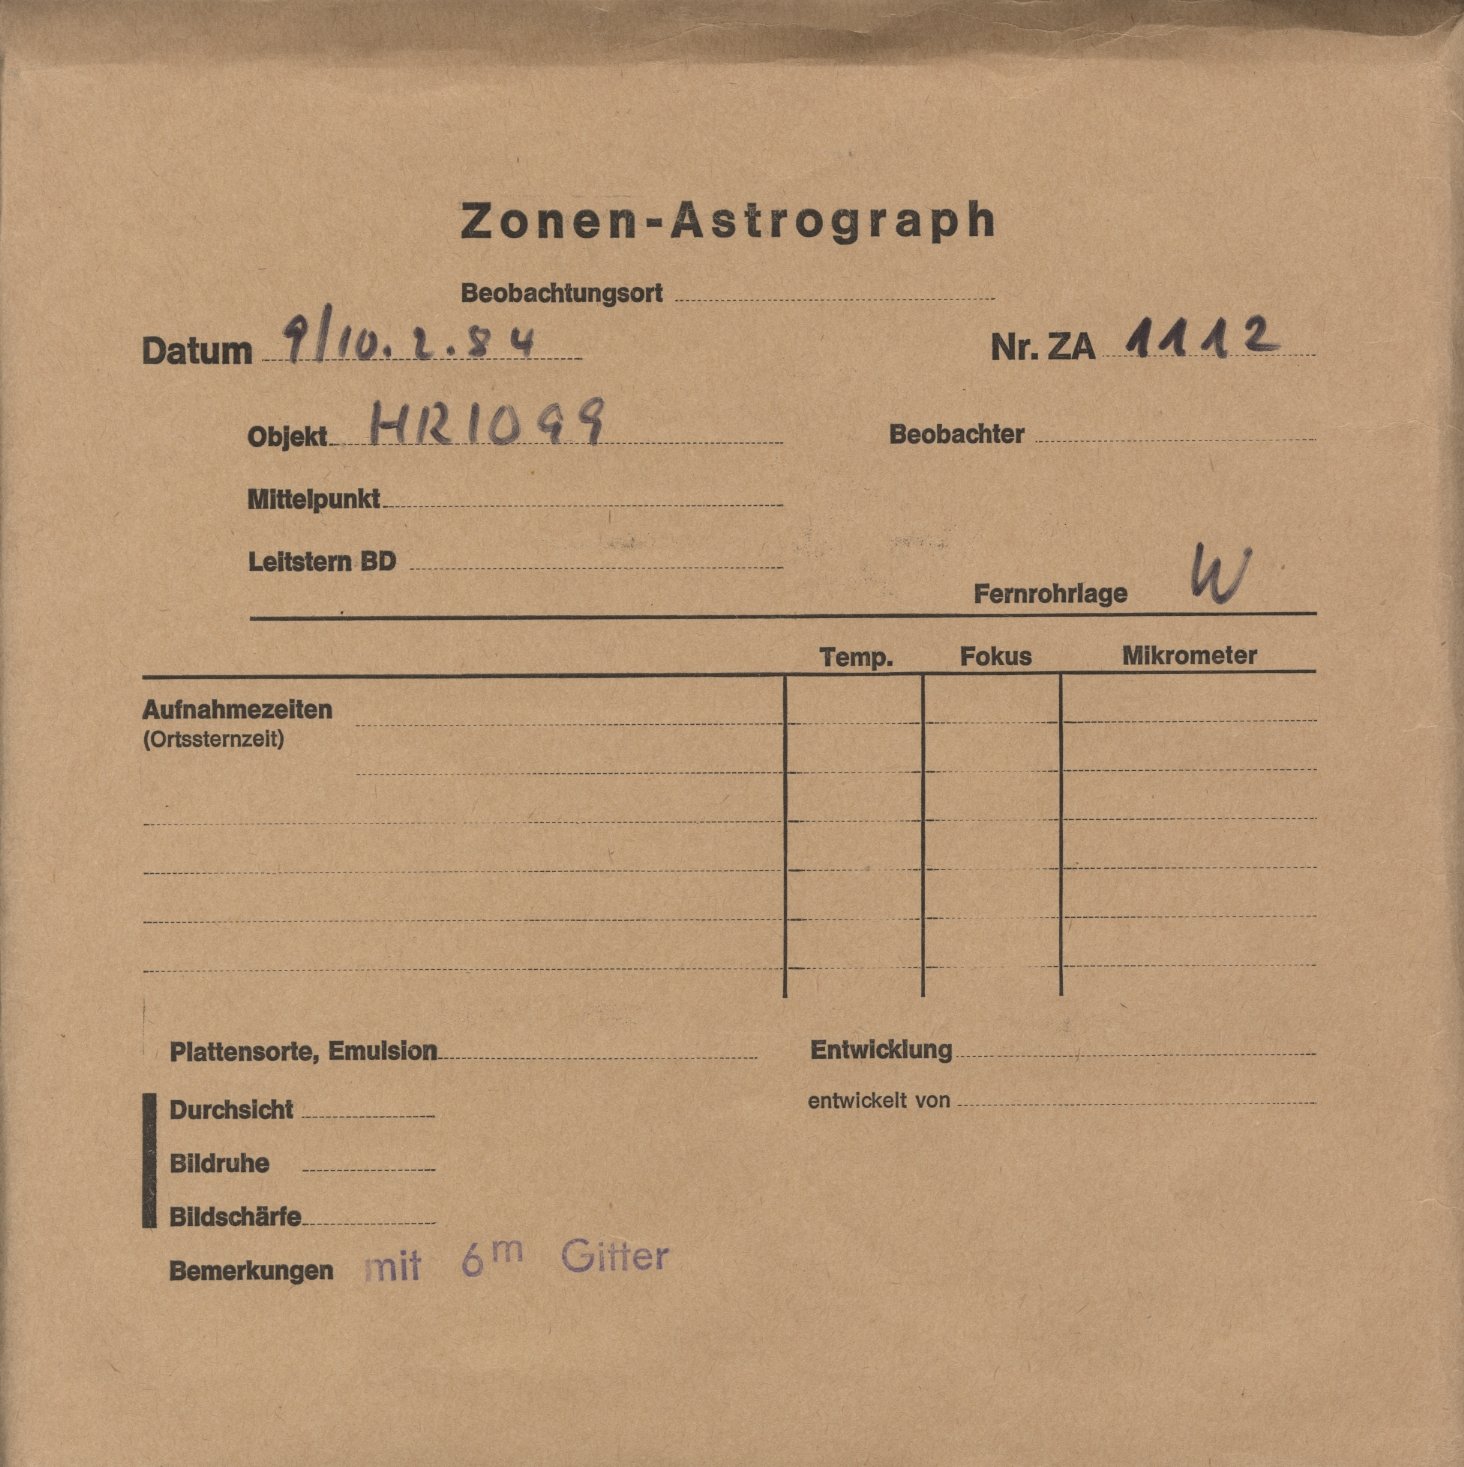 Zonen-Astrograph
Beobachtungsort
Datum 9/10.2.84
Nr. ZA 1112
Objekt HR1099
Beobachter
Mittelpunkt
Leitstern BD
Fernrohrlage W
Temp. Fokus Mikrometer
Aufnahmezeiten
(Ortssternzeit)
Plattensorte, Emulsion
Entwicklung
Durchsicht
entwickelt von
Bildruhe
Bildschärfe
Bemerkungen mit 6ᵐ Gitter